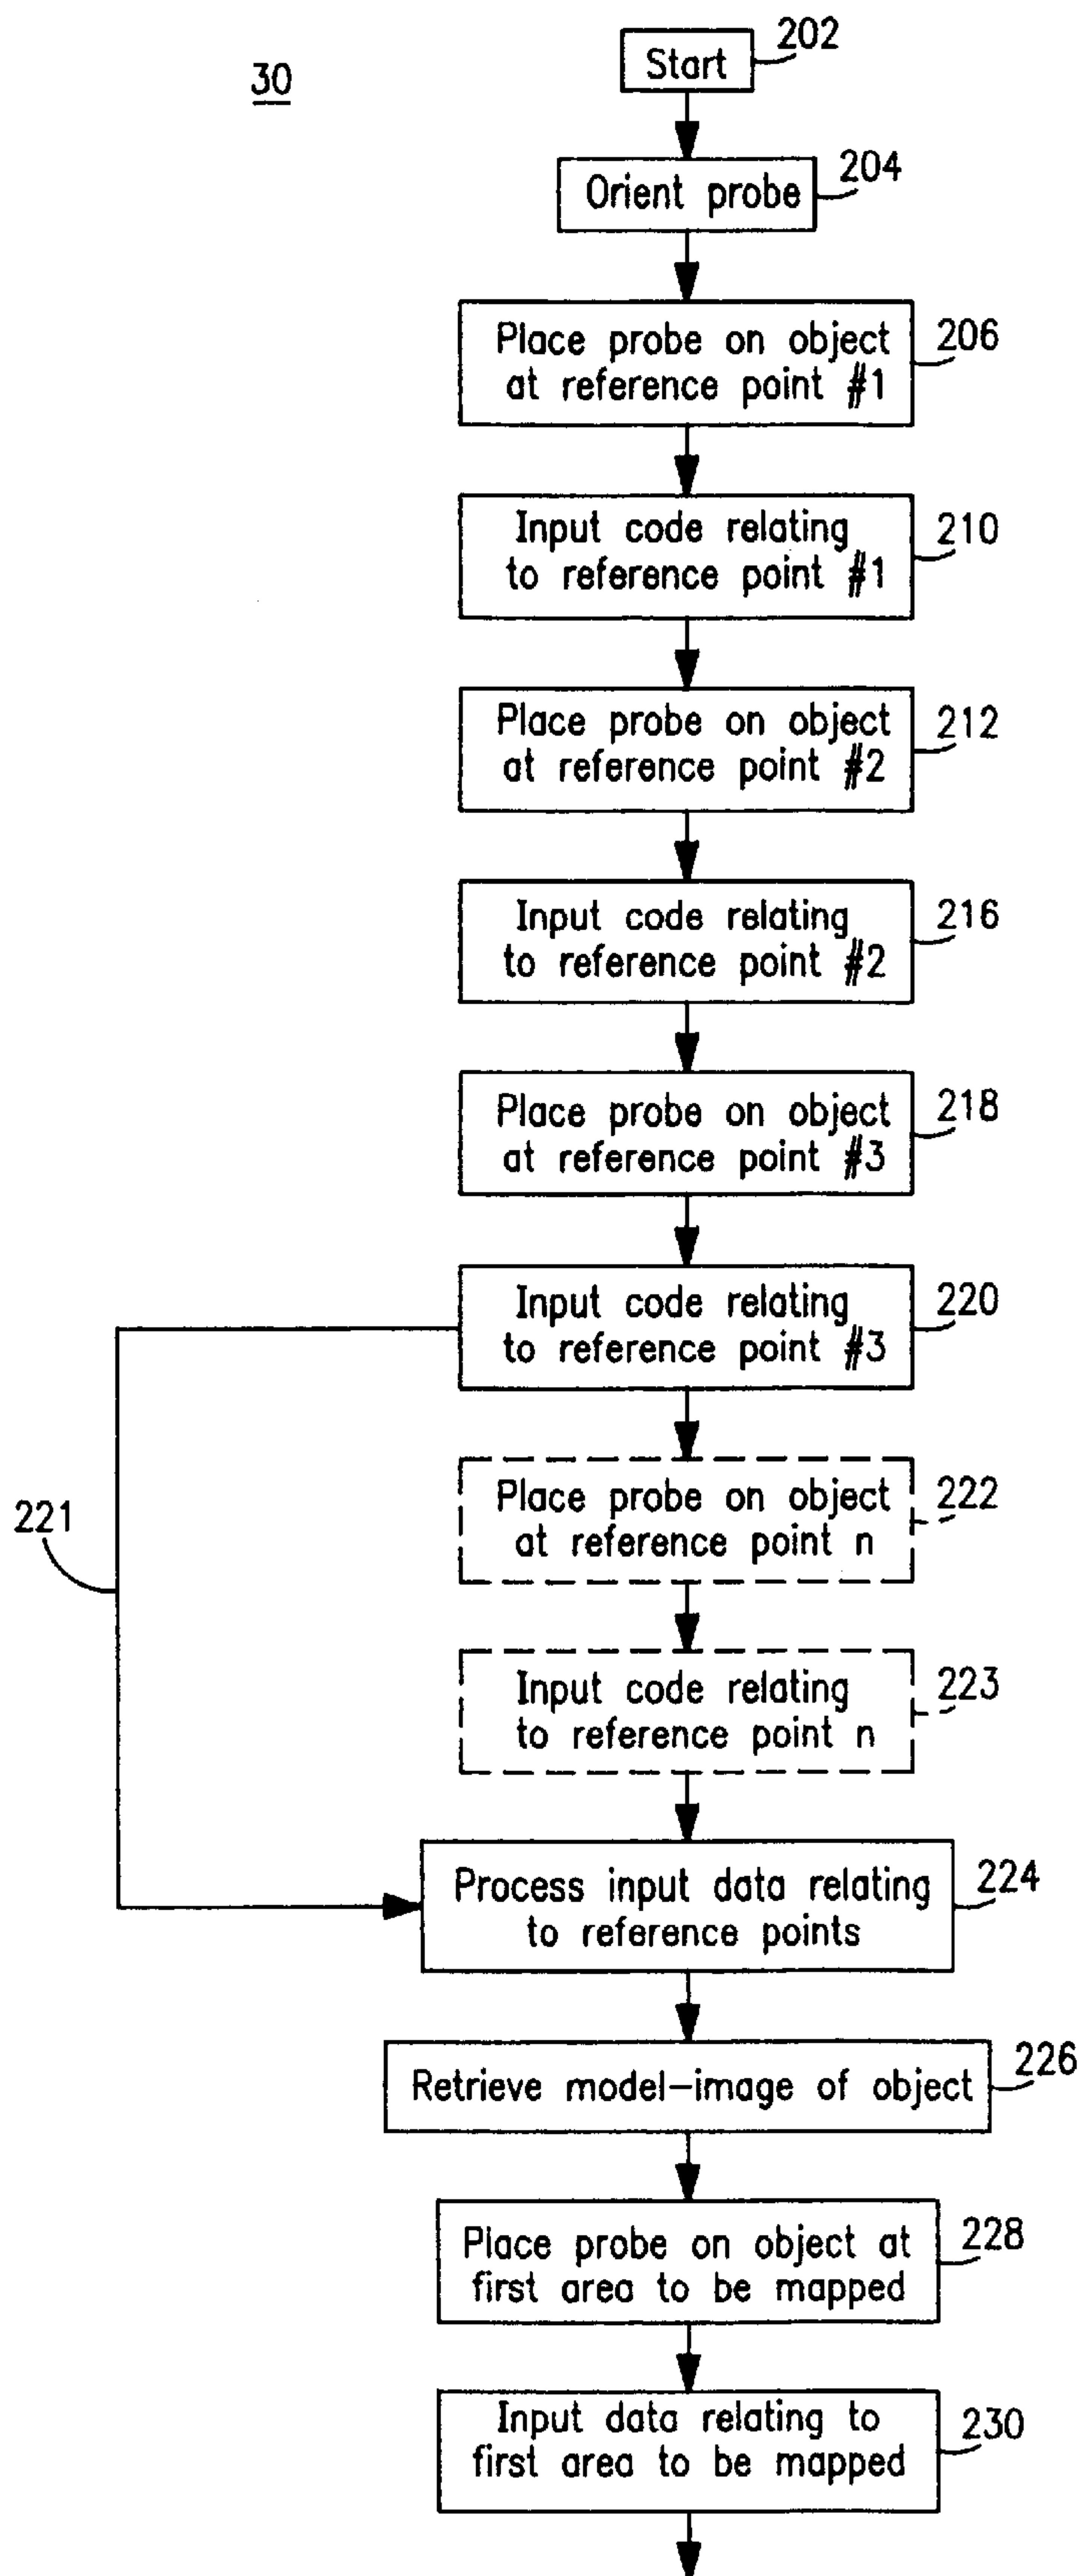 30
Start
202
Orient probe
204
Place probe on object
at reference point #1
206
Input code relating
to reference point #1
210
Place probe on object
at reference point #2
212
Input code relating
to reference point #2
216
Place probe on object
at reference point #3
218
Input code relating
to reference point #3
220
221
Place probe on object
at reference point n
222
Input code relating
to reference point n
223
Process input data relating
to reference points
224
Retrieve model-image of object
226
Place probe on object at
first area to be mapped
228
Input data relating to
first area to be mapped
230